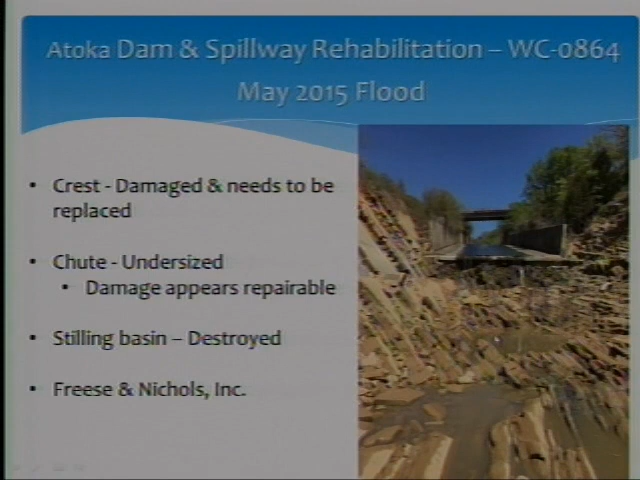 Atoka Dam & Spillway Rehabilitation – WC-0864
May 2015 Flood
• Crest - Damaged & needs to be
replaced
• Chute - Undersized
• Damage appears repairable
• Stilling basin – Destroyed
• Freese & Nichols, Inc.